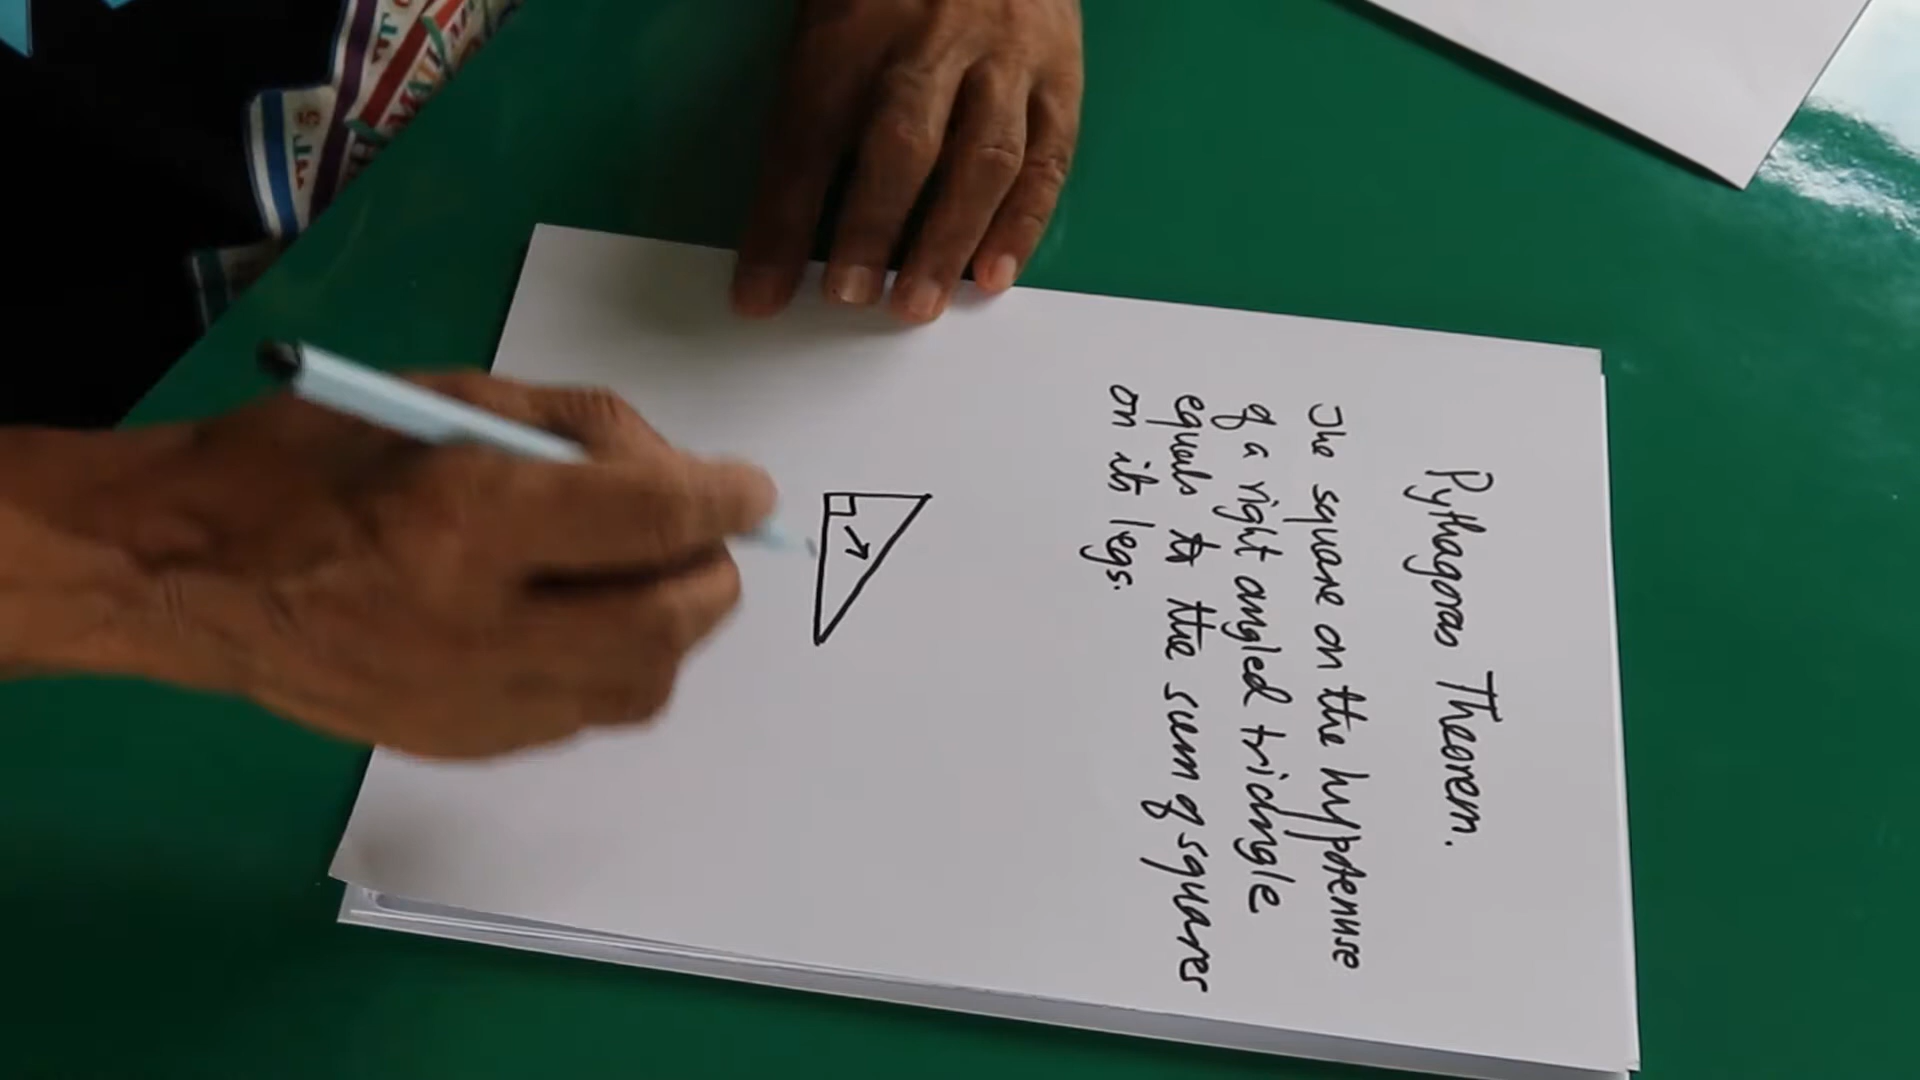 Pythagoras Theorem.
The square on the hypotenuse
of a right angled triangle
equals to the sum of squares
on its legs.